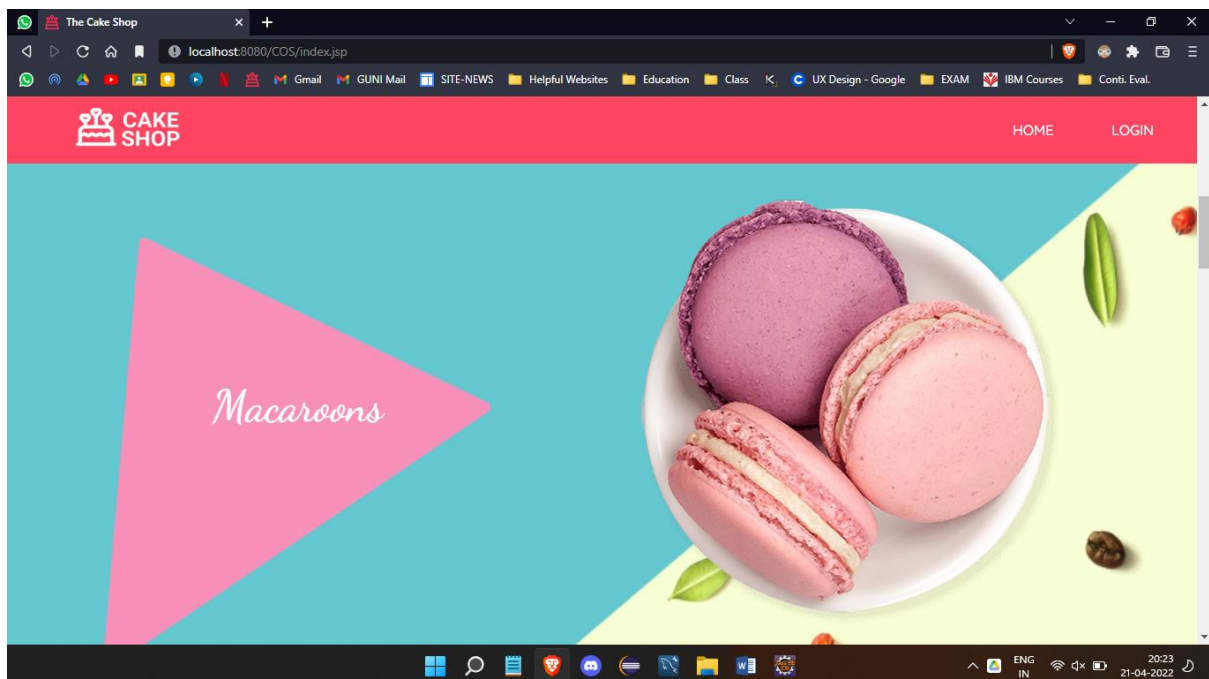 The Cake Shop
localhost:8080/COS/index.jsp
Gmail GUNI Mail SITE-NEWS Helpful Websites Education Class UX Design - Google EXAM IBM Courses Conti. Eval.
CAKE
SHOP
HOME LOGIN
Macaroons
ENG
IN
20:23
21-04-2022